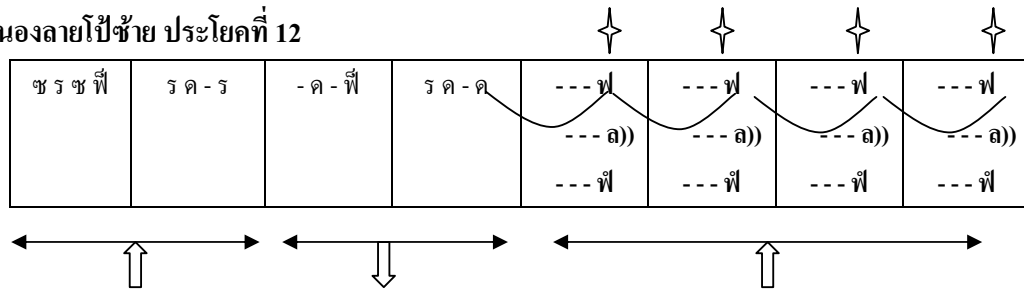 นองลายโป้ซ้าย ประโยคที่ 12
ซ ร ซ ฟํ ร ด - ร - ด - ฟํ ร ด - ด - - - ฟ - - - ฟ - - - ฟ - - - ฟ
- - - ล)) - - - ล)) - - - ล)) - - - ล))
- - - ฟํ - - - ฟํ - - - ฟํ - - - ฟํ